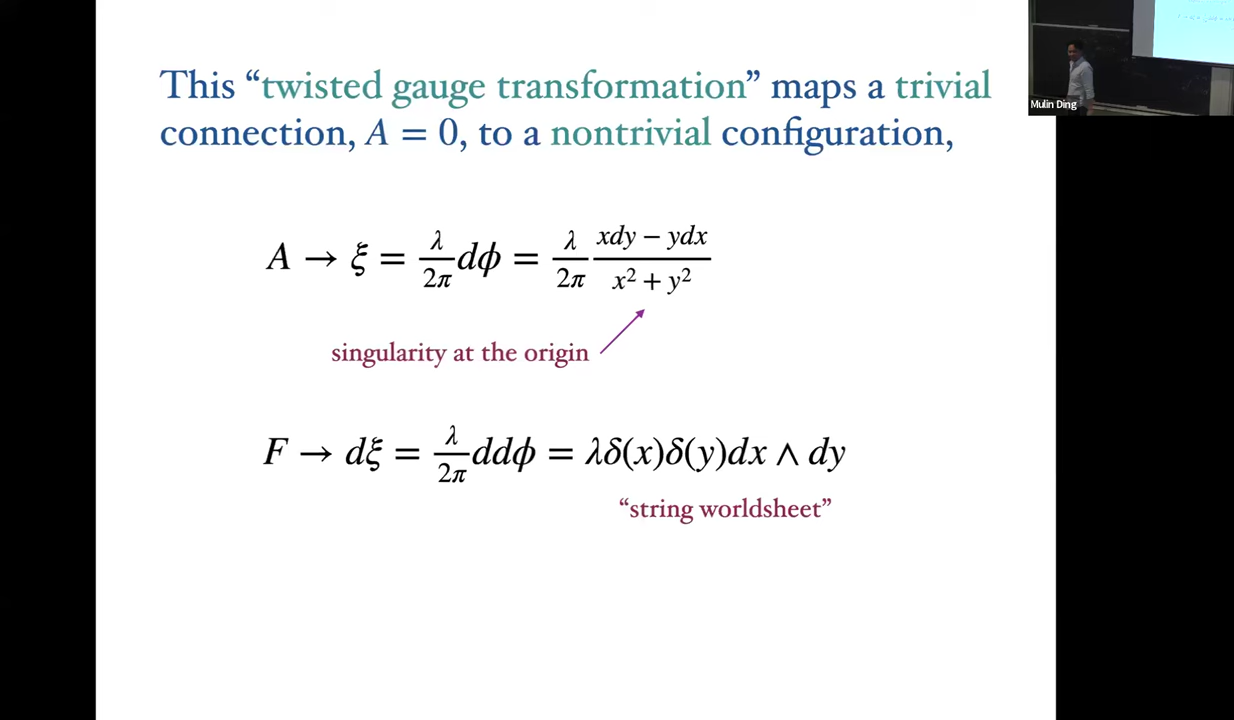 This “twisted gauge transformation” maps a trivial
connection, A = 0, to a nontrivial configuration,
A → ξ = λ/2π dϕ = λ/2π (xdy − ydx)/(x² + y²)
singularity at the origin
F → dξ = λ/2π ddϕ = λδ(x)δ(y)dx ∧ dy
“string worldsheet”
Mulin Ding